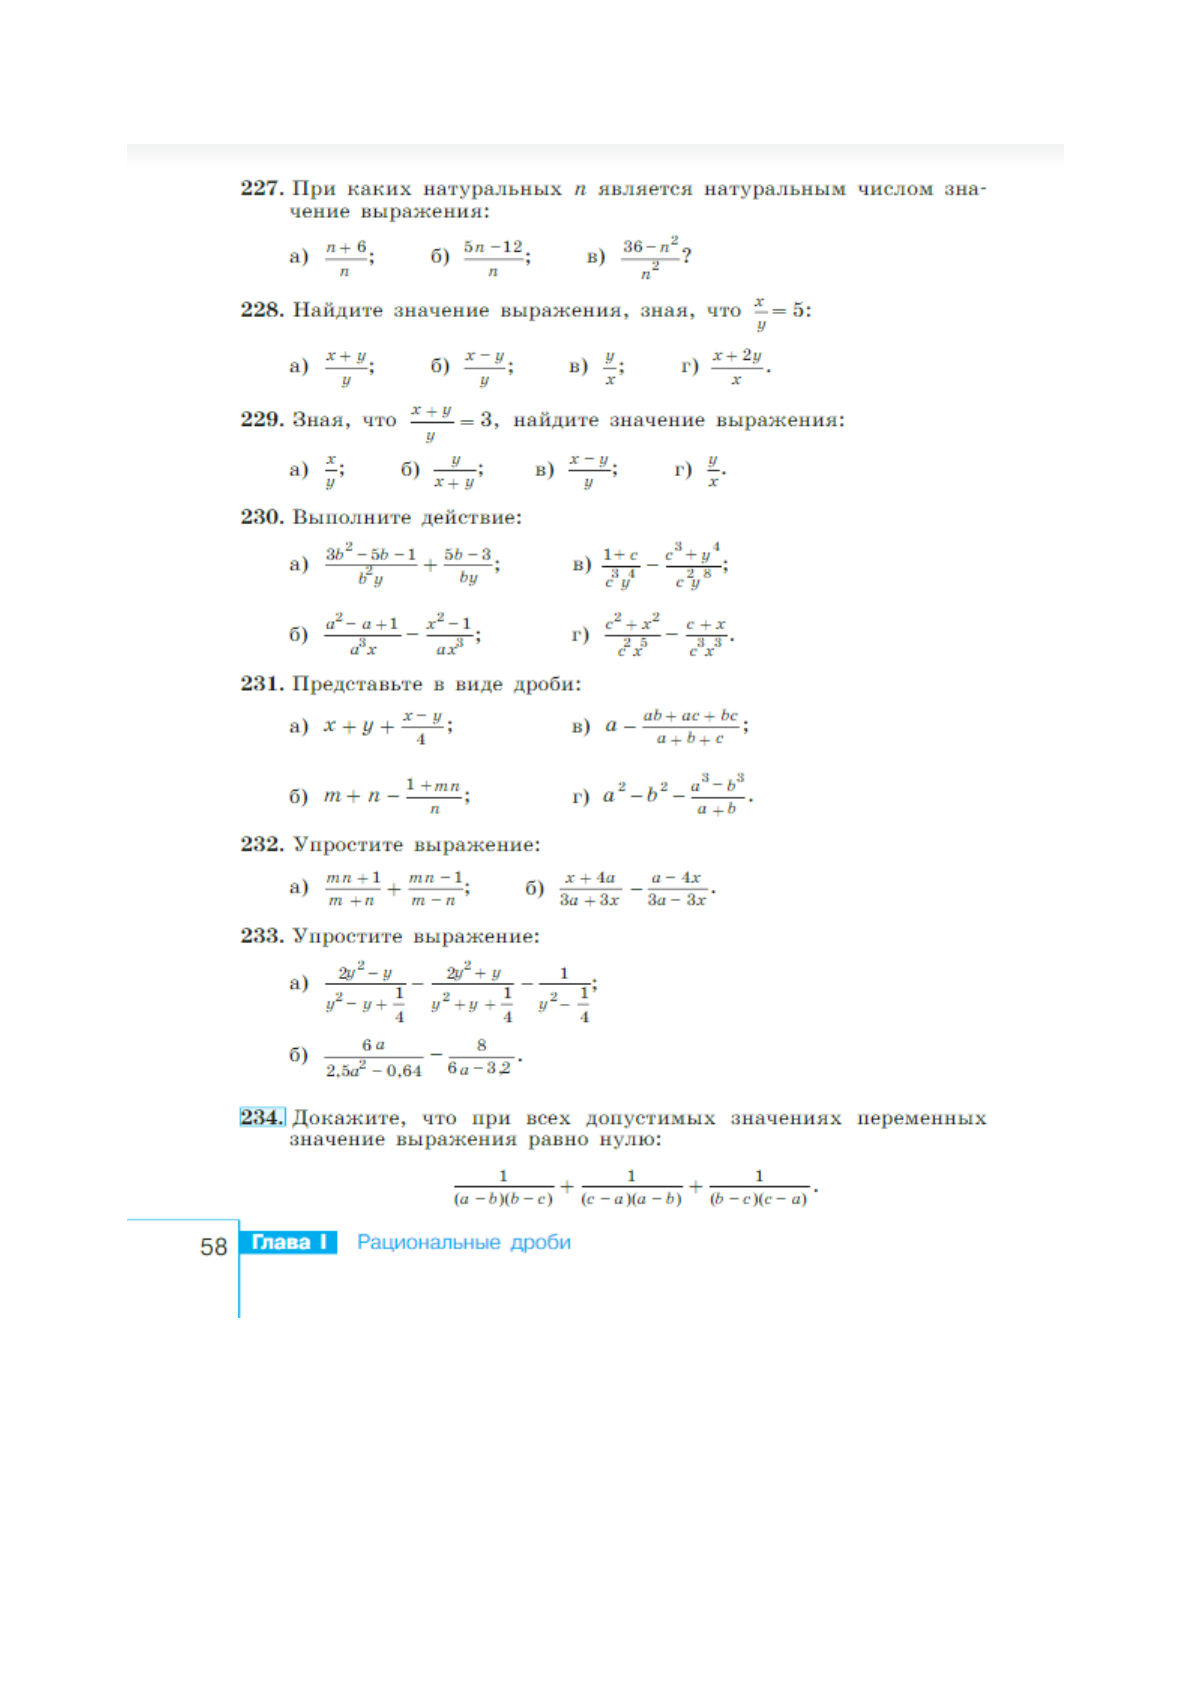 227. При каких натуральных n является натуральным числом зна-
чение выражения:
а) \frac{n+6}{n}; б) \frac{5n-12}{n}; в) \frac{36-n^2}{n^2}?
228. Найдите значение выражения, зная, что \frac{x}{y} = 5:
а) \frac{x+y}{y}; б) \frac{x-y}{y}; в) \frac{y}{x}; г) \frac{x+2y}{x}.
229. Зная, что \frac{x+y}{y} = 3, найдите значение выражения:
а) \frac{x}{y}; б) \frac{y}{x+y}; в) \frac{x-y}{y}; г) \frac{y}{x}.
230. Выполните действие:
а) \frac{3b^2-5b-1}{b^2y} + \frac{5b-3}{by}; в) \frac{1+c}{c^3y^4} - \frac{c^3+y^4}{c^2y^8};
б) \frac{a^2-a+1}{a^3x} - \frac{x^2-1}{ax^3}; г) \frac{c^2+x^2}{c^2x^5} - \frac{c+x}{c^3x^3}.
231. Представьте в виде дроби:
а) x + y + \frac{x-y}{4}; в) a - \frac{ab+ac+bc}{a+b+c};
б) m + n - \frac{1+mn}{n}; г) a^2 - b^2 - \frac{a^3-b^3}{a+b}.
232. Упростите выражение:
а) \frac{mn+1}{m+n} + \frac{mn-1}{m-n}; б) \frac{x+4a}{3a+3x} - \frac{a-4x}{3a-3x}.
233. Упростите выражение:
а) \frac{2y^2-y}{y^2-y+\frac{1}{4}} - \frac{2y^2+y}{y^2+y+\frac{1}{4}} - \frac{1}{y^2-\frac{1}{4}};
б) \frac{6a}{2,5a^2-0,64} - \frac{8}{6a-3,2}.
234. Докажите, что при всех допустимых значениях переменных
значение выражения равно нулю:
\frac{1}{(a-b)(b-c)} + \frac{1}{(c-a)(a-b)} + \frac{1}{(b-c)(c-a)}.
58 Глава I Рациональные дроби